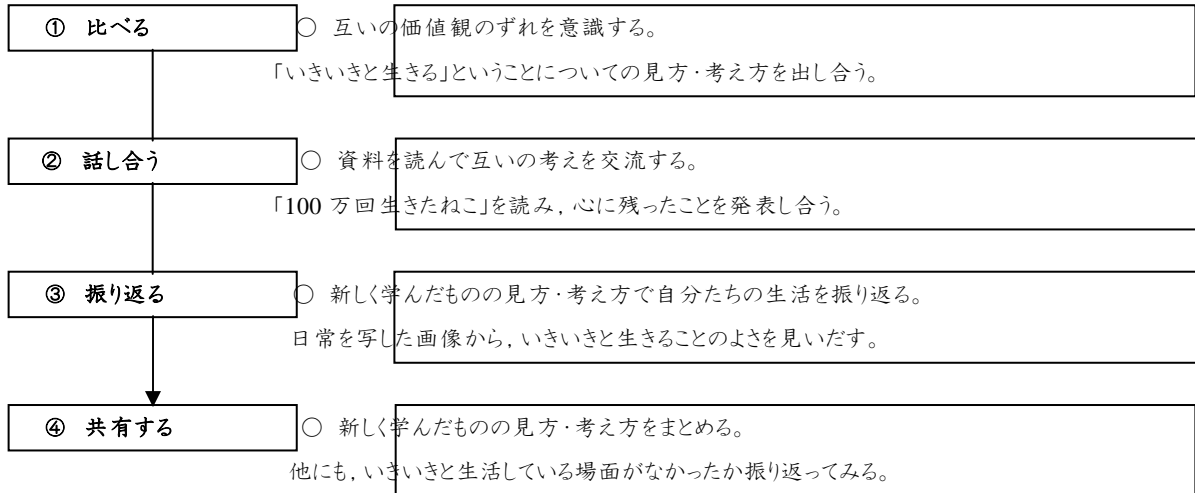 ① 比べる ○ 互いの価値観のずれを意識する。
「いきいきと生きる」ということについての見方・考え方を出し合う。
② 話し合う ○ 資料を読んで互いの考えを交流する。
「100 万回生きたねこ」を読み，心に残ったことを発表し合う。
③ 振り返る ○ 新しく学んだものの見方・考え方で自分たちの生活を振り返る。
日常を写した画像から，いきいきと生きることのよさを見いだす。
④ 共有する ○ 新しく学んだものの見方・考え方をまとめる。
他にも，いきいきと生活している場面がなかったか振り返ってみる。